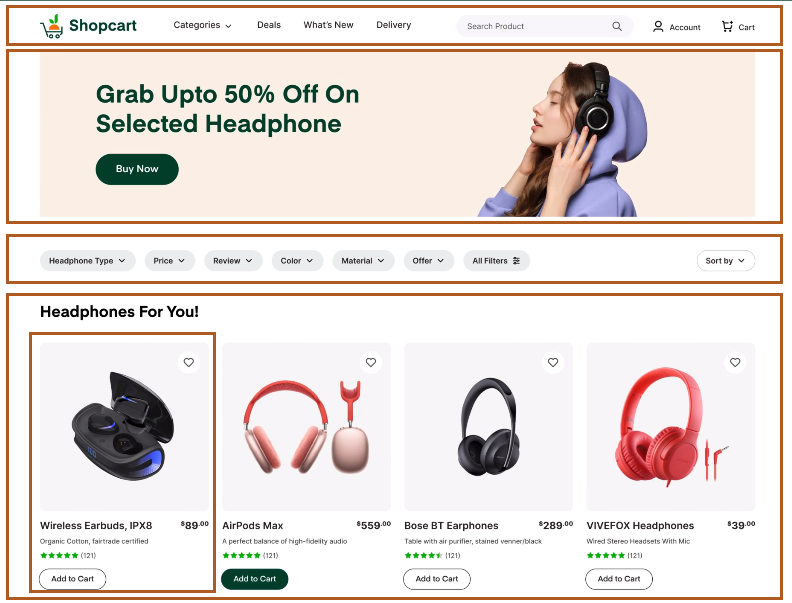 Shopcart
Categories
Deals
What's New
Delivery
Search Product
Account
Cart
Grab Upto 50% Off On
Selected Headphone
Buy Now
Headphone Type
Price
Review
Color
Material
Offer
All Filters
Sort by
Headphones For You!
Wireless Earbuds, IPX8 $89.00
Organic Cotton, fairtrade certified
(121)
Add to Cart
AirPods Max $559.00
A perfect balance of high-fidelity audio
(121)
Add to Cart
Bose BT Earphones $289.00
Table with air purifier, stained venner/black
(121)
Add to Cart
VIVEFOX Headphones $39.00
Wired Stereo Headsets With Mic
(121)
Add to Cart